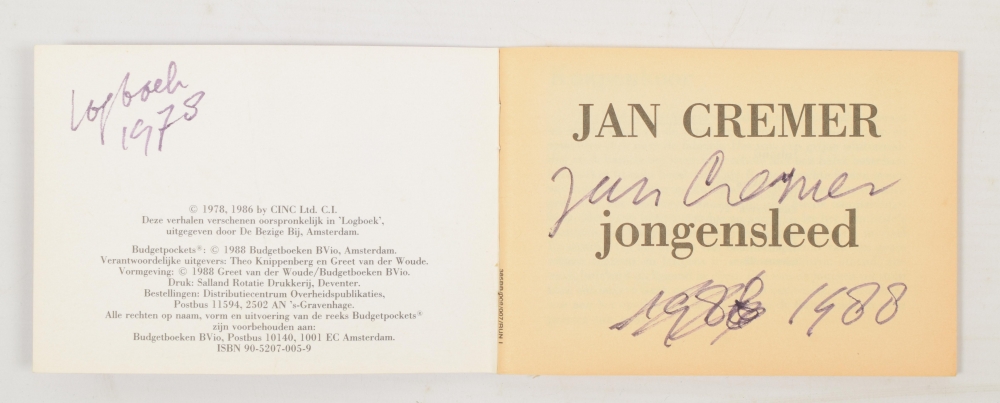 Logboek
1978
© 1978, 1986 by CINC Ltd. C.I.
Deze verhalen verschenen oorspronkelijk in 'Logboek',
uitgegeven door De Bezige Bij, Amsterdam.
Budgetpockets®: © 1988 Budgetboeken BVio, Amsterdam.
Verantwoordelijke uitgevers: Theo Knippenberg en Greet van der Woude.
Vormgeving: © 1988 Greet van der Woude/Budgetboeken BVio.
Druk: Salland Rotatie Drukkerij, Deventer.
Bestellingen: Distributiecentrum Overheidspublikaties,
Postbus 11594, 2502 AN 's-Gravenhage.
Alle rechten op naam, vorm en uitvoering van de reeks Budgetpockets®
zijn voorbehouden aan:
Budgetboeken BVio, Postbus 10140, 1001 EC Amsterdam.
ISBN 90-5207-005-9
JAN CREMER
Jan Cremer
jongensleed
1988